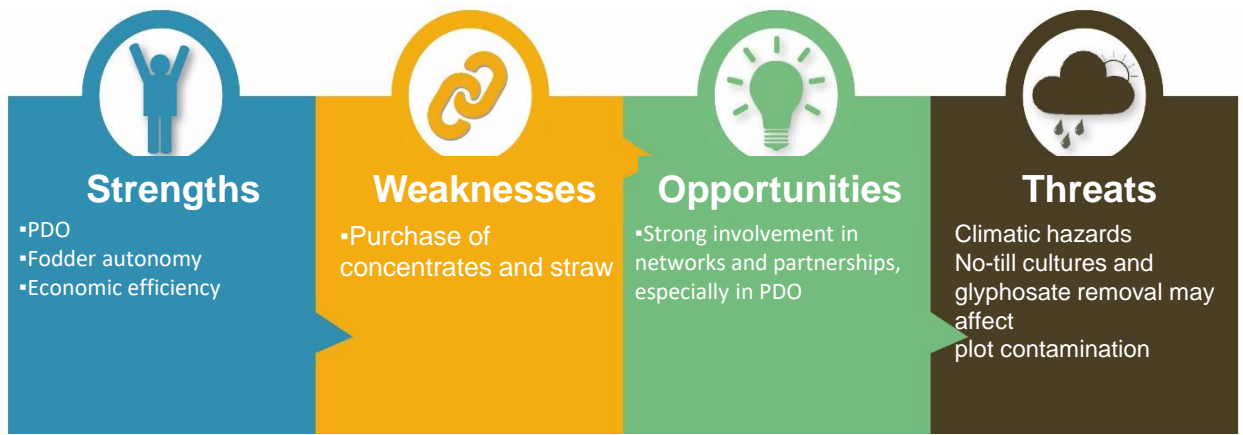 Strengths
▪PDO
▪Fodder autonomy
▪Economic efficiency
Weaknesses
▪Purchase of
concentrates and straw
Opportunities
▪Strong involvement in
networks and partnerships,
especially in PDO
Threats
Climatic hazards
No-till cultures and
glyphosate removal may
affect
plot contamination